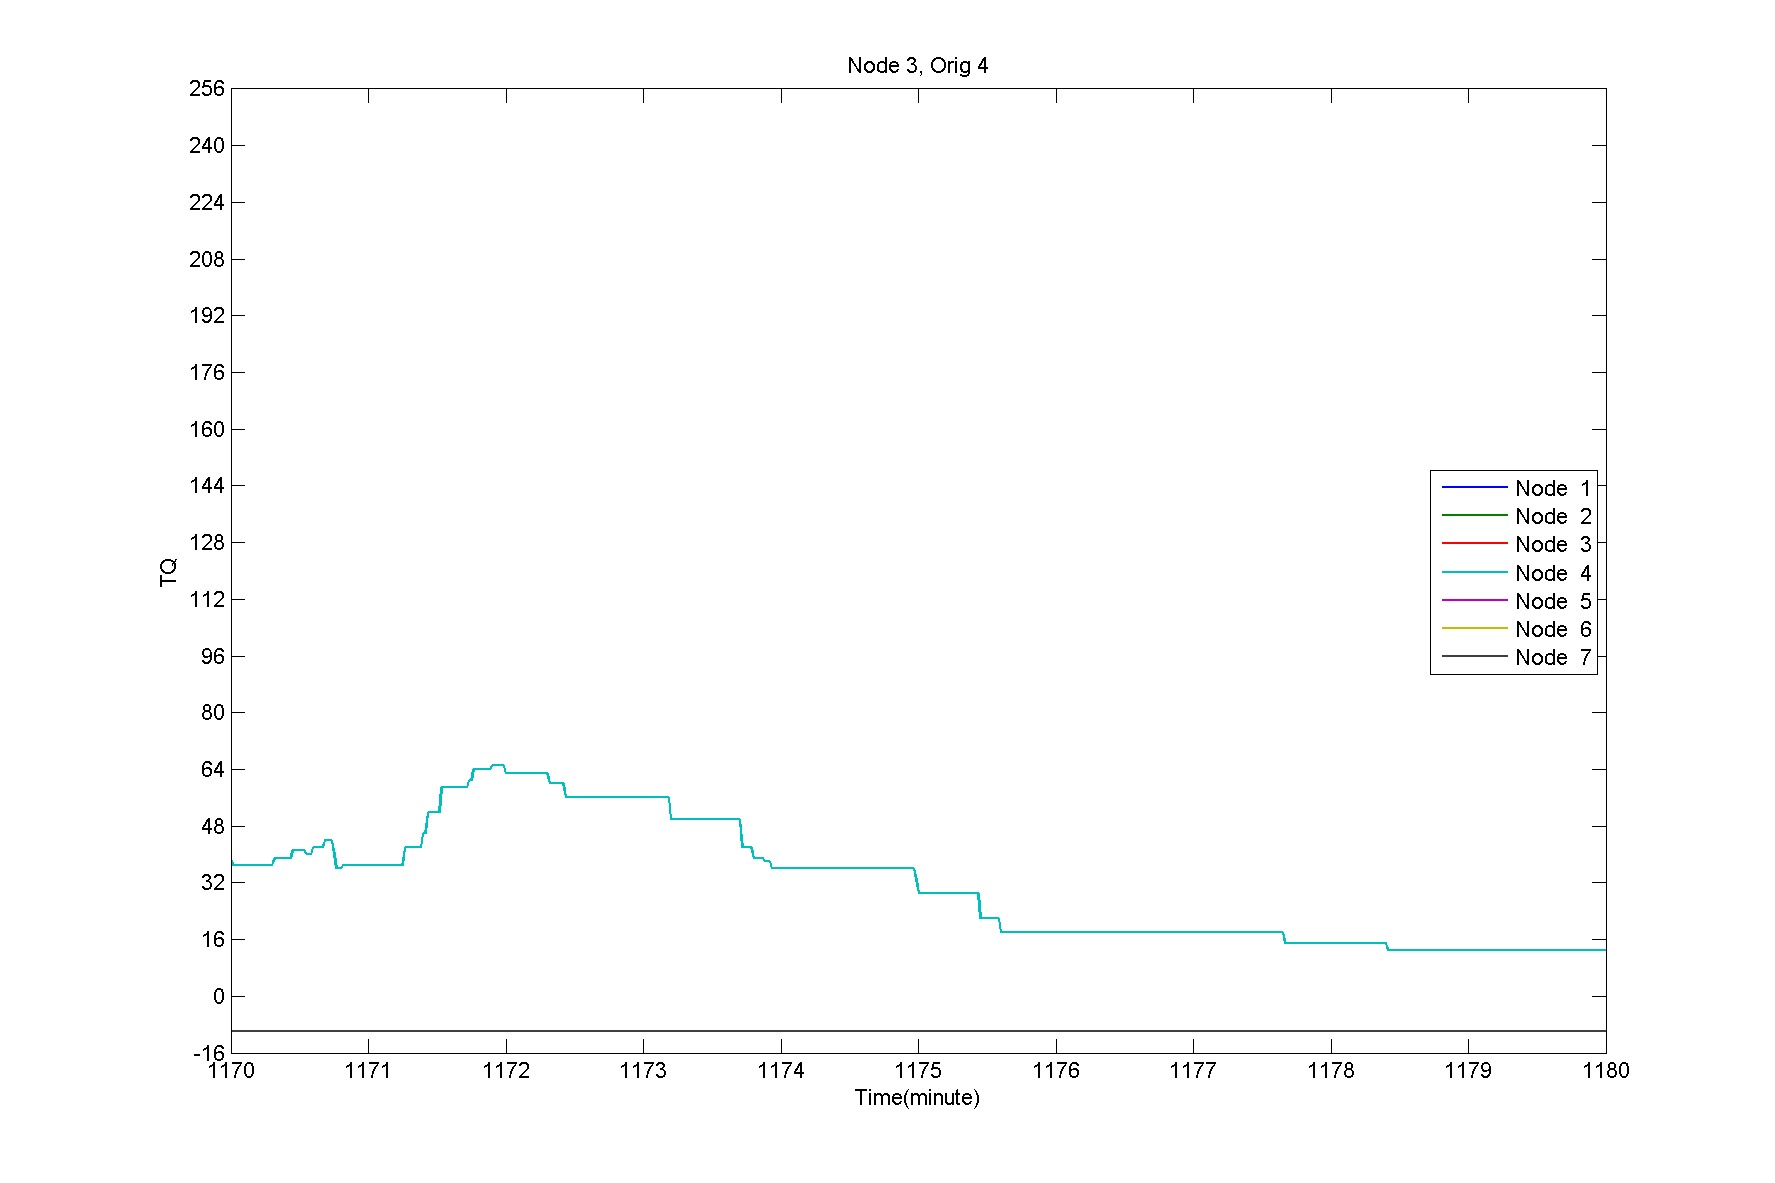 Node 3, Orig 4
256
240
224
208
192
176
160
144
128
112
96
80
64
48
32
16
0
-16
TQ
Node 1
Node 2
Node 3
Node 4
Node 5
Node 6
Node 7
1170 1171 1172 1173 1174 1175 1176 1177 1178 1179 1180
Time(minute)